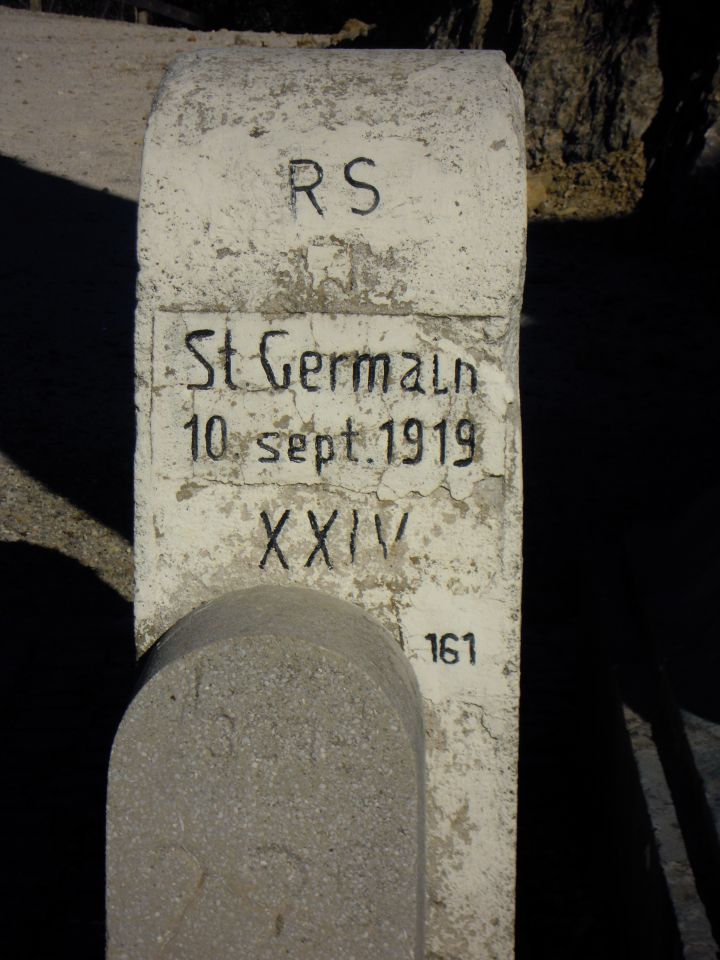 RS
St Germain
10. sept. 1919
XXIV
161